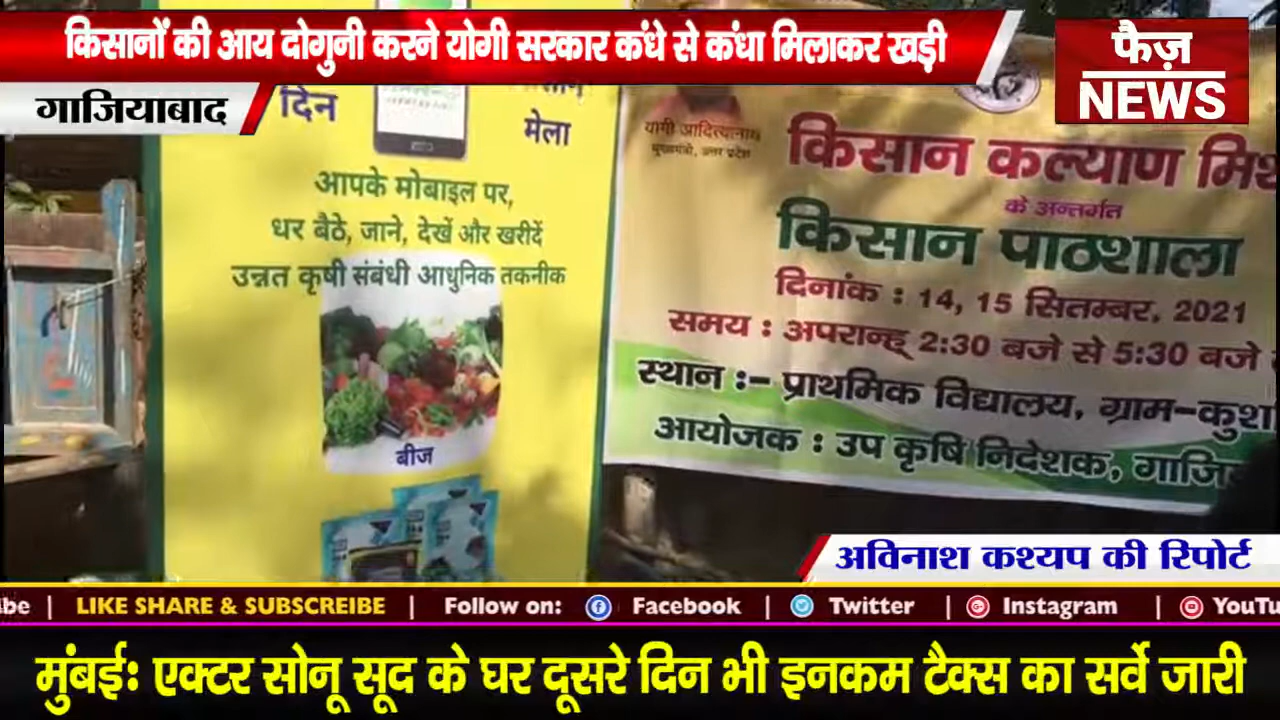 किसानों की आय दोगुनी करने योगी सरकार कंधे से कंधा मिलाकर खड़ी
फैज़
NEWS
गाजियाबाद
दिन
मेला
आपके मोबाइल पर,
धर बैठे, जाने, देखें और खरीदें
उन्नत कृषी संबंधी आधुनिक तकनीक
बीज
योगी आदित्यनाथ
मुख्यमंत्री, उत्तर प्रदेश
किसान कल्याण
के अन्तर्गत
किसान पाठशाला
दिनांक : 14, 15 सितम्बर, 2021
समय : अपरान्ह् 2:30 बजे से 5:30 बजे
स्थान :– प्राथमिक विद्यालय, ग्राम–कुशा
आयोजक : उप कृषि निदेशक,
अविनाश कश्यप की रिपोर्ट
be | LIKE SHARE & SUBSCREIBE | Follow on: Facebook | Twitter | Instagram | YouTu
मुंबई: एक्टर सोनू सूद के घर दूसरे दिन भी इनकम टैक्स का सर्वे जारी